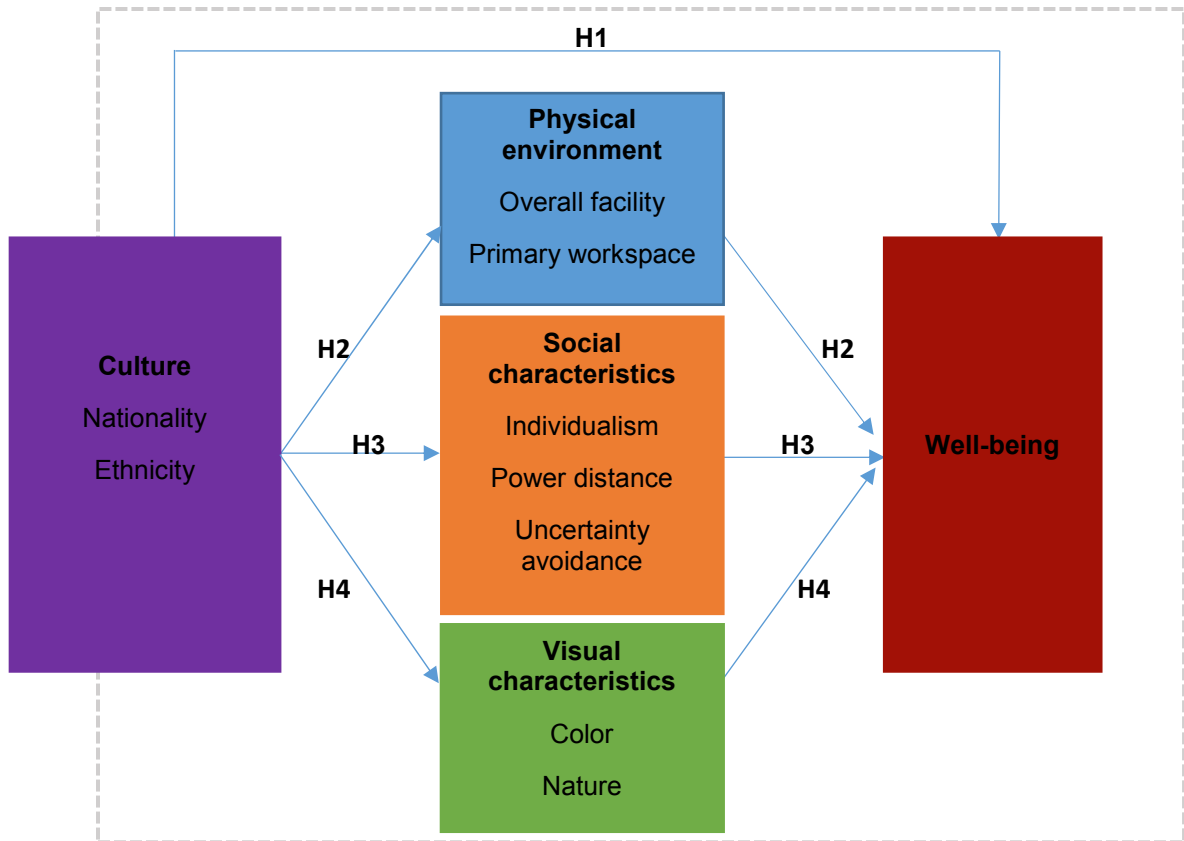 H1
Physical
environment
Overall facility
Primary workspace
H2
H2
Culture
Nationality
Ethnicity
Social
characteristics
Individualism
Power distance
Uncertainty
avoidance
H3
H3
Well-being
H4
H4
Visual
characteristics
Color
Nature